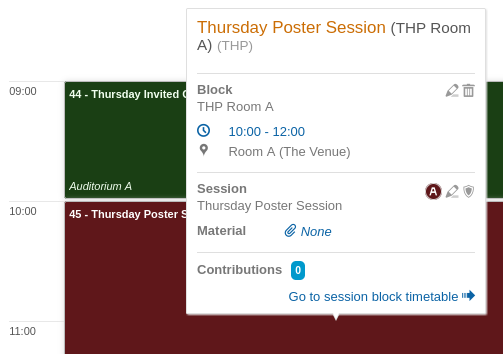 Thursday Poster Session (THP Room
A) (THP)
Block
THP Room A
10:00 - 12:00
Room A (The Venue)
Session
A
Thursday Poster Session
Material
None
Contributions 0
Go to session block timetable
09:00
44 - Thursday Invited
Auditorium A
10:00
45 - Thursday Poster
11:00